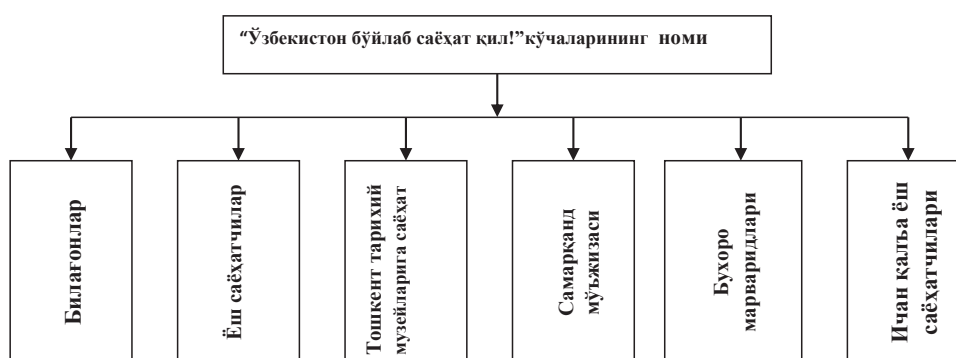 “Ўзбекистон бўйлаб саёҳат қил!”кўчаларининг номи
Билағонлар
Ёш саёҳатчилар
Тошкент тарихий
музейларига саёҳат
Самарқанд
мўъжизаси
Бухоро
марваридлари
Ичан қалъа ёш
саёҳатчилари